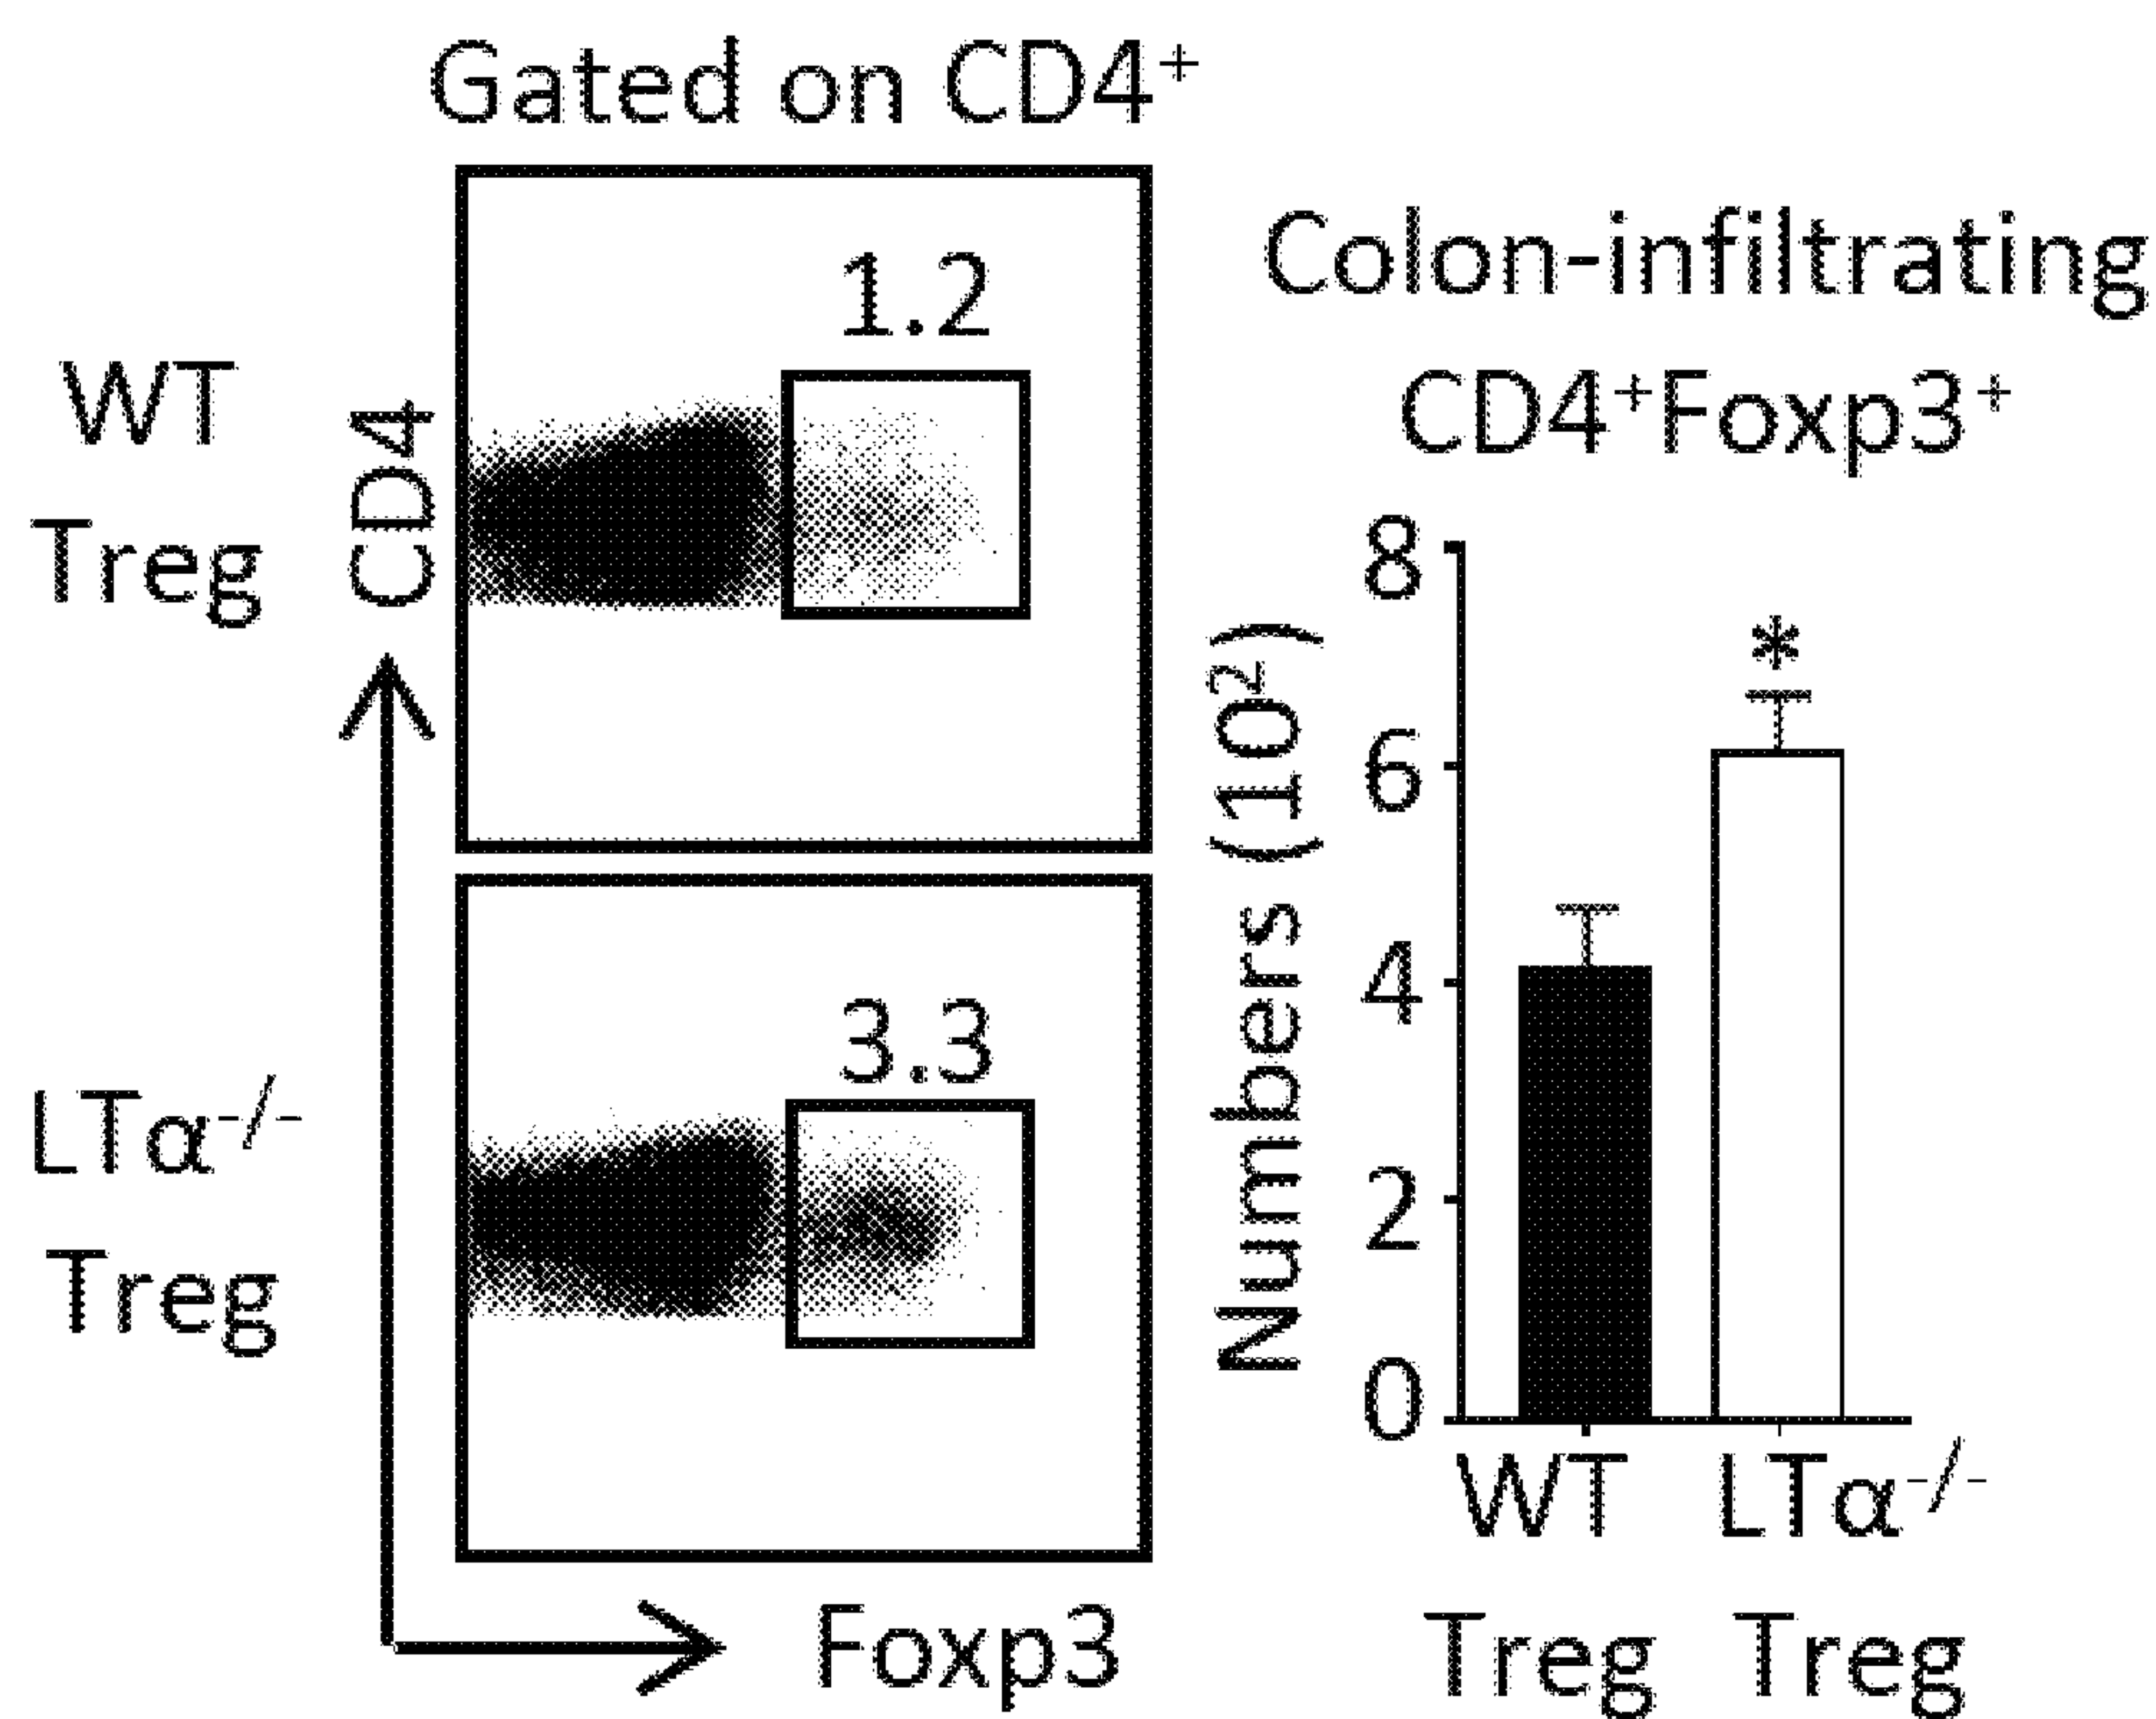 Gated on CD4⁺
WT
Treg
CD4
1.2
LTα⁻/⁻
Treg
3.3
Foxp3
Colon-infiltrating
CD4⁺Foxp3⁺
Numbers (10²)
8
6
4
2
0
*
WT LTα⁻/⁻
Treg Treg